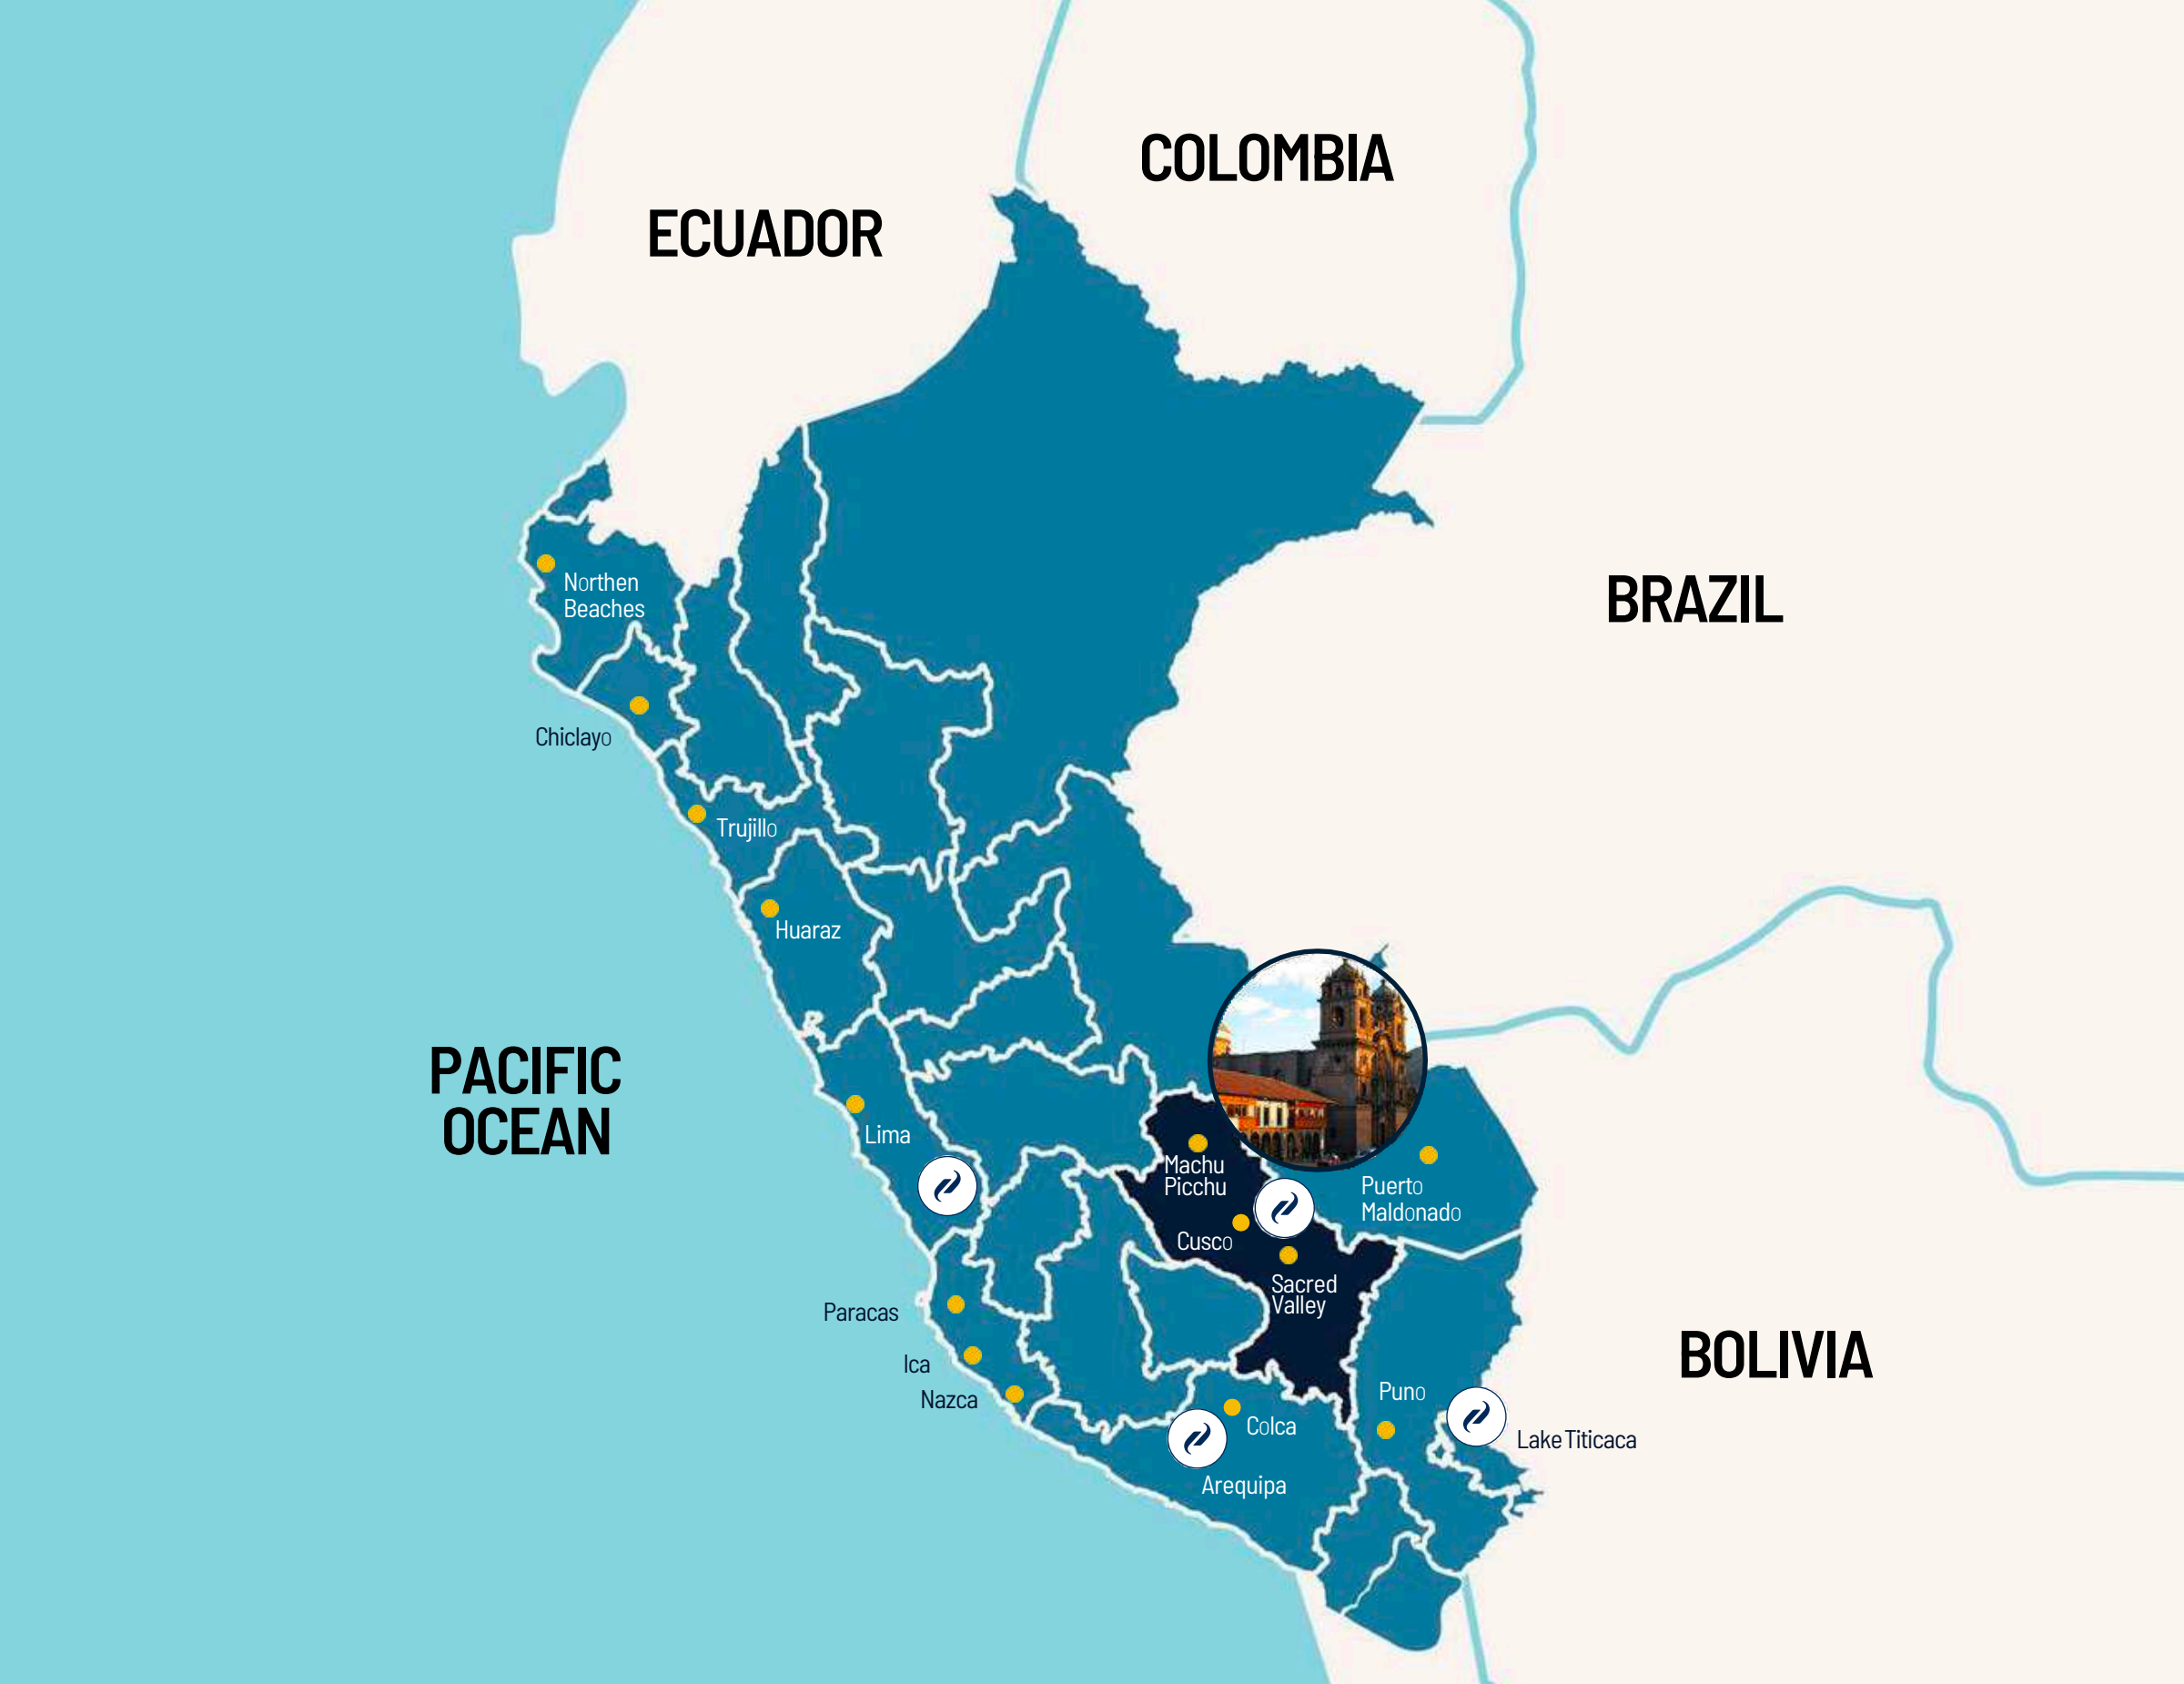 COLOMBIA
ECUADOR
BRAZIL
Northen
Beaches
Chiclayo
Trujillo
Huaraz
PACIFIC
OCEAN
Lima
Machu
Picchu
Puerto
Maldonado
Cusco
Sacred
Valley
Paracas
Ica
Nazca
BOLIVIA
Puno
Colca
Lake Titicaca
Arequipa